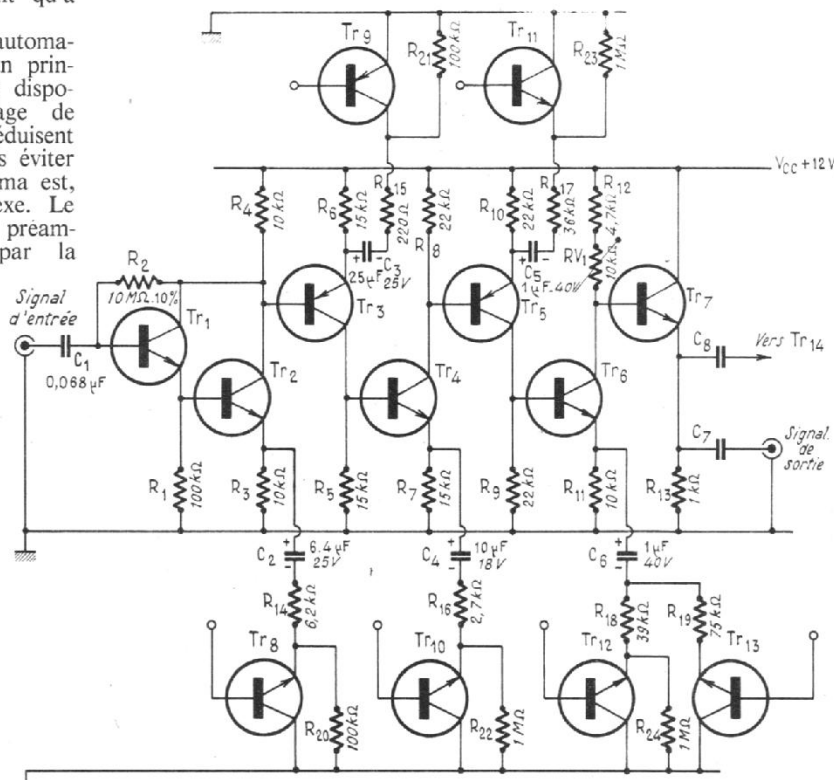 ent qu'à
automa-
n prin-
dispo-
age de
éduisent
s éviter
ma est,
exe. Le
préam-
par la
Tr9
R21
100kΩ
Tr11
R23
1MΩ
VCC +12V
R4
10kΩ
R6
15kΩ
R15
220Ω
R8
22kΩ
R10
22kΩ
R17
36kΩ
R12
4,7kΩ
RV1
10kΩ
R2
10MΩ.10%
C3
25µF
25V
C5
1µF-40V
Signal
d'entrée
C1
0,068µF
Tr1
Tr2
Tr3
Tr4
Tr5
Tr6
Tr7
C8
Vers Tr14
C7
Signal.
de
sortie
R1
100kΩ
R3
10kΩ
R5
15kΩ
R7
15kΩ
R9
22kΩ
R11
10kΩ
R13
1kΩ
C2
6.4µF
25V
C4
10µF
18V
C6
1µF
40V
R14
6,2kΩ
R16
2,7kΩ
R18
39kΩ
R19
75kΩ
Tr8
Tr10
Tr12
Tr13
R20
100kΩ
R22
1MΩ
R24
1MΩ